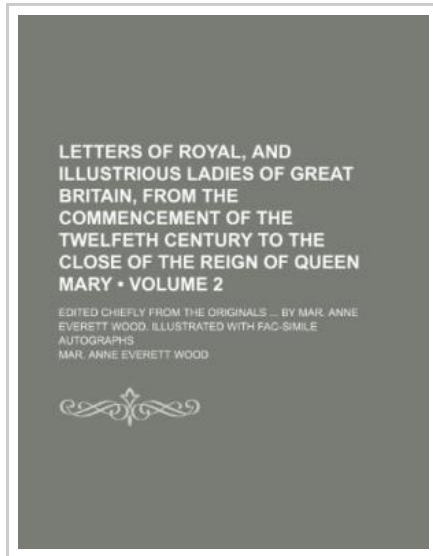 LETTERS OF ROYAL, AND
ILLUSTRIOUS LADIES OF GREAT
BRITAIN, FROM THE
COMMENCEMENT OF THE
TWELFETH CENTURY TO THE
CLOSE OF THE REIGN OF QUEEN
MARY • VOLUME 2
EDITED CHIEFLY FROM THE ORIGINALS ... BY MAR. ANNE
EVERETT WOOD. ILLUSTRATED WITH FAC-SIMILE
AUTOGRAPHS
MAR. ANNE EVERETT WOOD